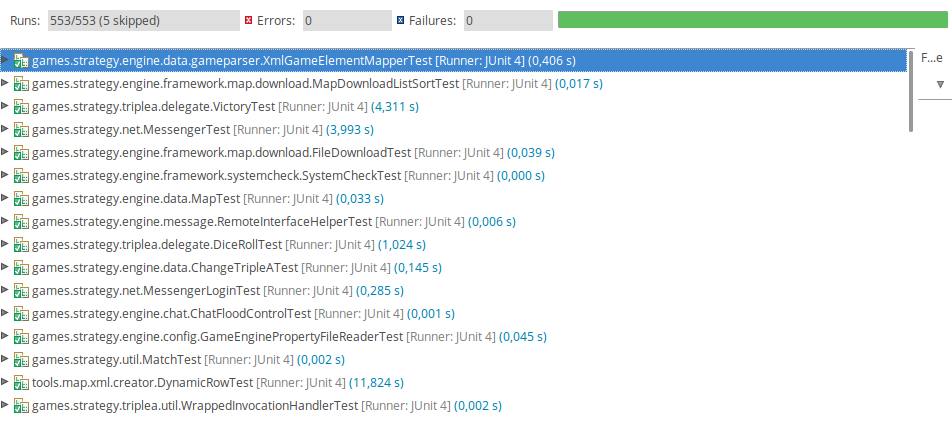 Runs: 553/553 (5 skipped) Errors: 0 Failures: 0
games.strategy.engine.data.gameparser.XmlGameElementMapperTest [Runner: JUnit 4] (0,406 s)
F...e
games.strategy.engine.framework.map.download.MapDownloadListSortTest [Runner: JUnit 4] (0,017 s)
games.strategy.triplea.delegate.VictoryTest [Runner: JUnit 4] (4,311 s)
games.strategy.net.MessengerTest [Runner: JUnit 4] (3,993 s)
games.strategy.engine.framework.map.download.FileDownloadTest [Runner: JUnit 4] (0,039 s)
games.strategy.engine.framework.systemcheck.SystemCheckTest [Runner: JUnit 4] (0,000 s)
games.strategy.engine.data.MapTest [Runner: JUnit 4] (0,033 s)
games.strategy.engine.message.RemoteInterfaceHelperTest [Runner: JUnit 4] (0,006 s)
games.strategy.triplea.delegate.DiceRollTest [Runner: JUnit 4] (1,024 s)
games.strategy.engine.data.ChangeTripleATest [Runner: JUnit 4] (0,145 s)
games.strategy.net.MessengerLoginTest [Runner: JUnit 4] (0,285 s)
games.strategy.engine.chat.ChatFloodControlTest [Runner: JUnit 4] (0,001 s)
games.strategy.engine.config.GameEnginePropertyFileReaderTest [Runner: JUnit 4] (0,045 s)
games.strategy.util.MatchTest [Runner: JUnit 4] (0,002 s)
tools.map.xml.creator.DynamicRowTest [Runner: JUnit 4] (11,824 s)
games.strategy.triplea.util.WrappedInvocationHandlerTest [Runner: JUnit 4] (0,002 s)